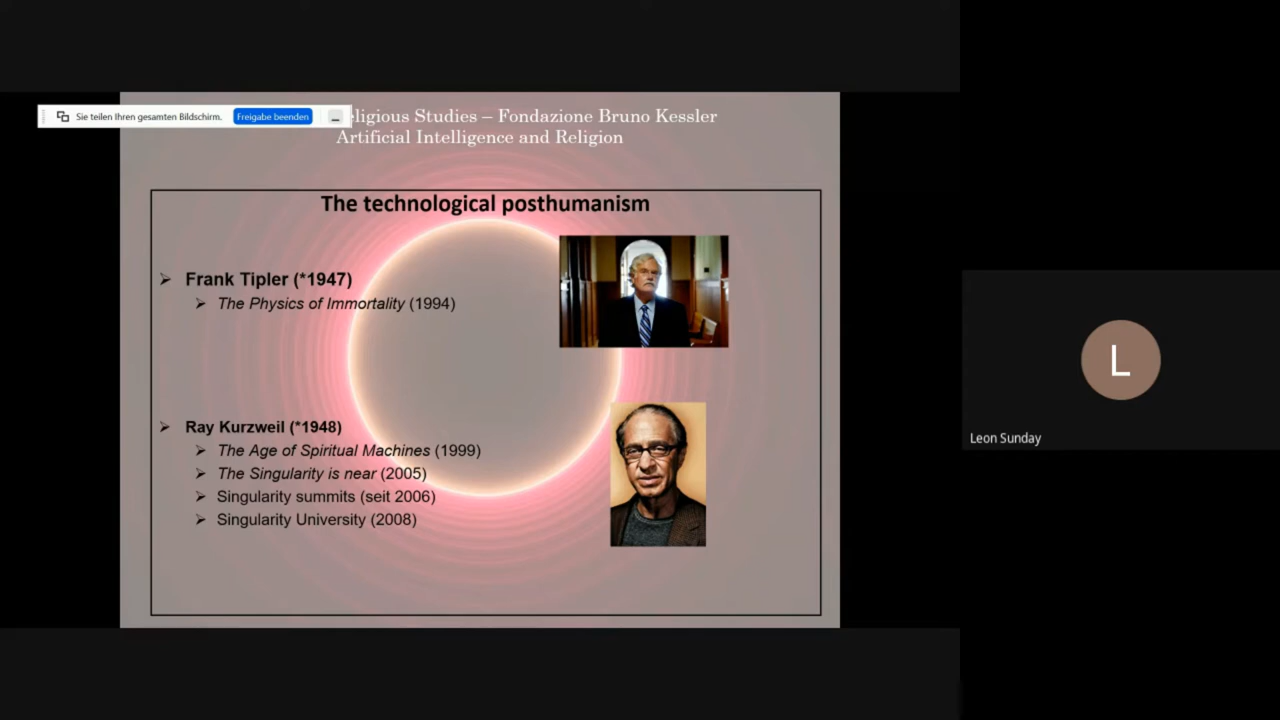 Sie teilen Ihren gesamten Bildschirm. Freigabe beenden
Religious Studies – Fondazione Bruno Kessler
Artificial Intelligence and Religion
The technological posthumanism
Frank Tipler (*1947)
The Physics of Immortality (1994)
Ray Kurzweil (*1948)
The Age of Spiritual Machines (1999)
The Singularity is near (2005)
Singularity summits (seit 2006)
Singularity University (2008)
L
Leon Sunday